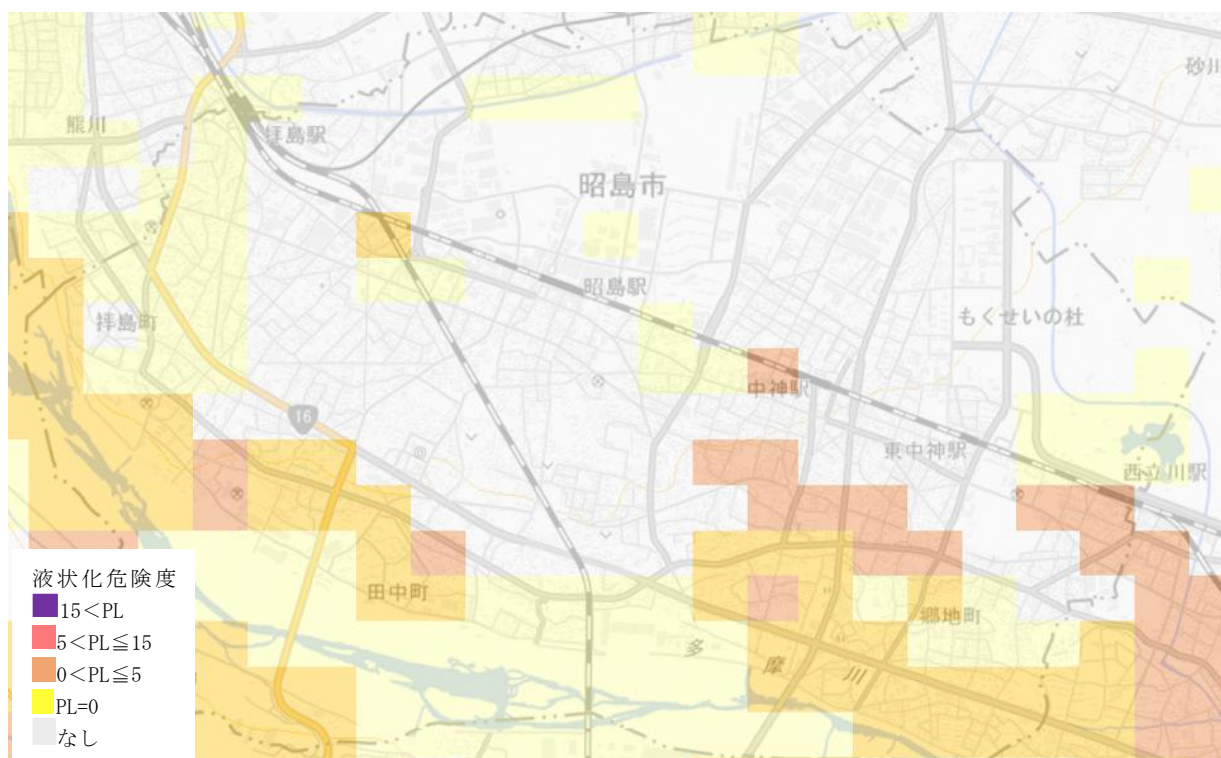 砂川
熊川
拝島駅
昭島市
昭島駅
もくせいの杜
拝島町
中神駅
16
東中神駅
西立川駅
田中町
郷地町
多摩川
液状化危険度
15<PL
5<PL≦15
0<PL≦5
PL=0
なし